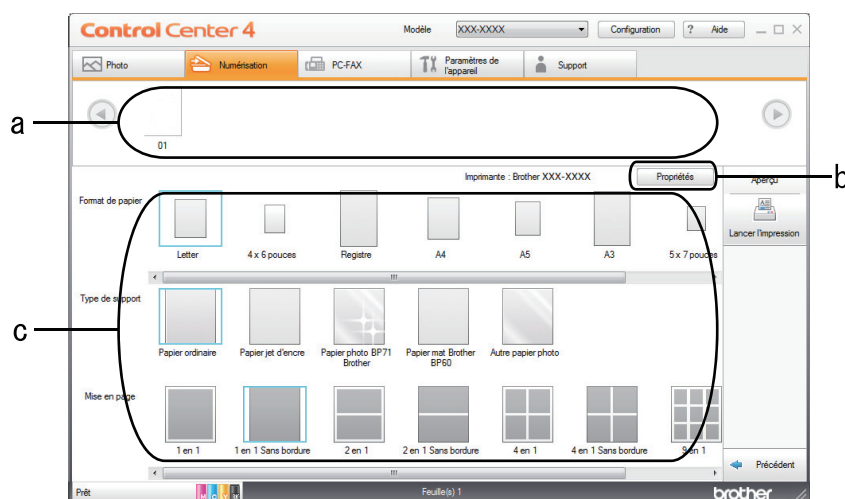 Control Center 4
Modèle
XXX-XXXX
Configuration
? Aide
Photo
Numérisation
PC-FAX
Paramètres de
l'appareil
Support
a
01
Imprimante : Brother XXX-XXXX
Propriétés
b
Aperçu
Format de papier
Letter
4 x 6 pouces
Registre
A4
A5
A3
5 x 7 pouces
Lancer l'impression
Type de support
c
Papier ordinaire
Papier jet d'encre
Papier photo BP71
Brother
Papier mat Brother
BP60
Autre papier photo
Mise en page
1 en 1
1 en 1 Sans bordure
2 en 1
2 en 1 Sans bordure
4 en 1
4 en 1 Sans bordure
9 en 1
Précédent
Prêt
M C Y BK
Feuille(s) 1
brother